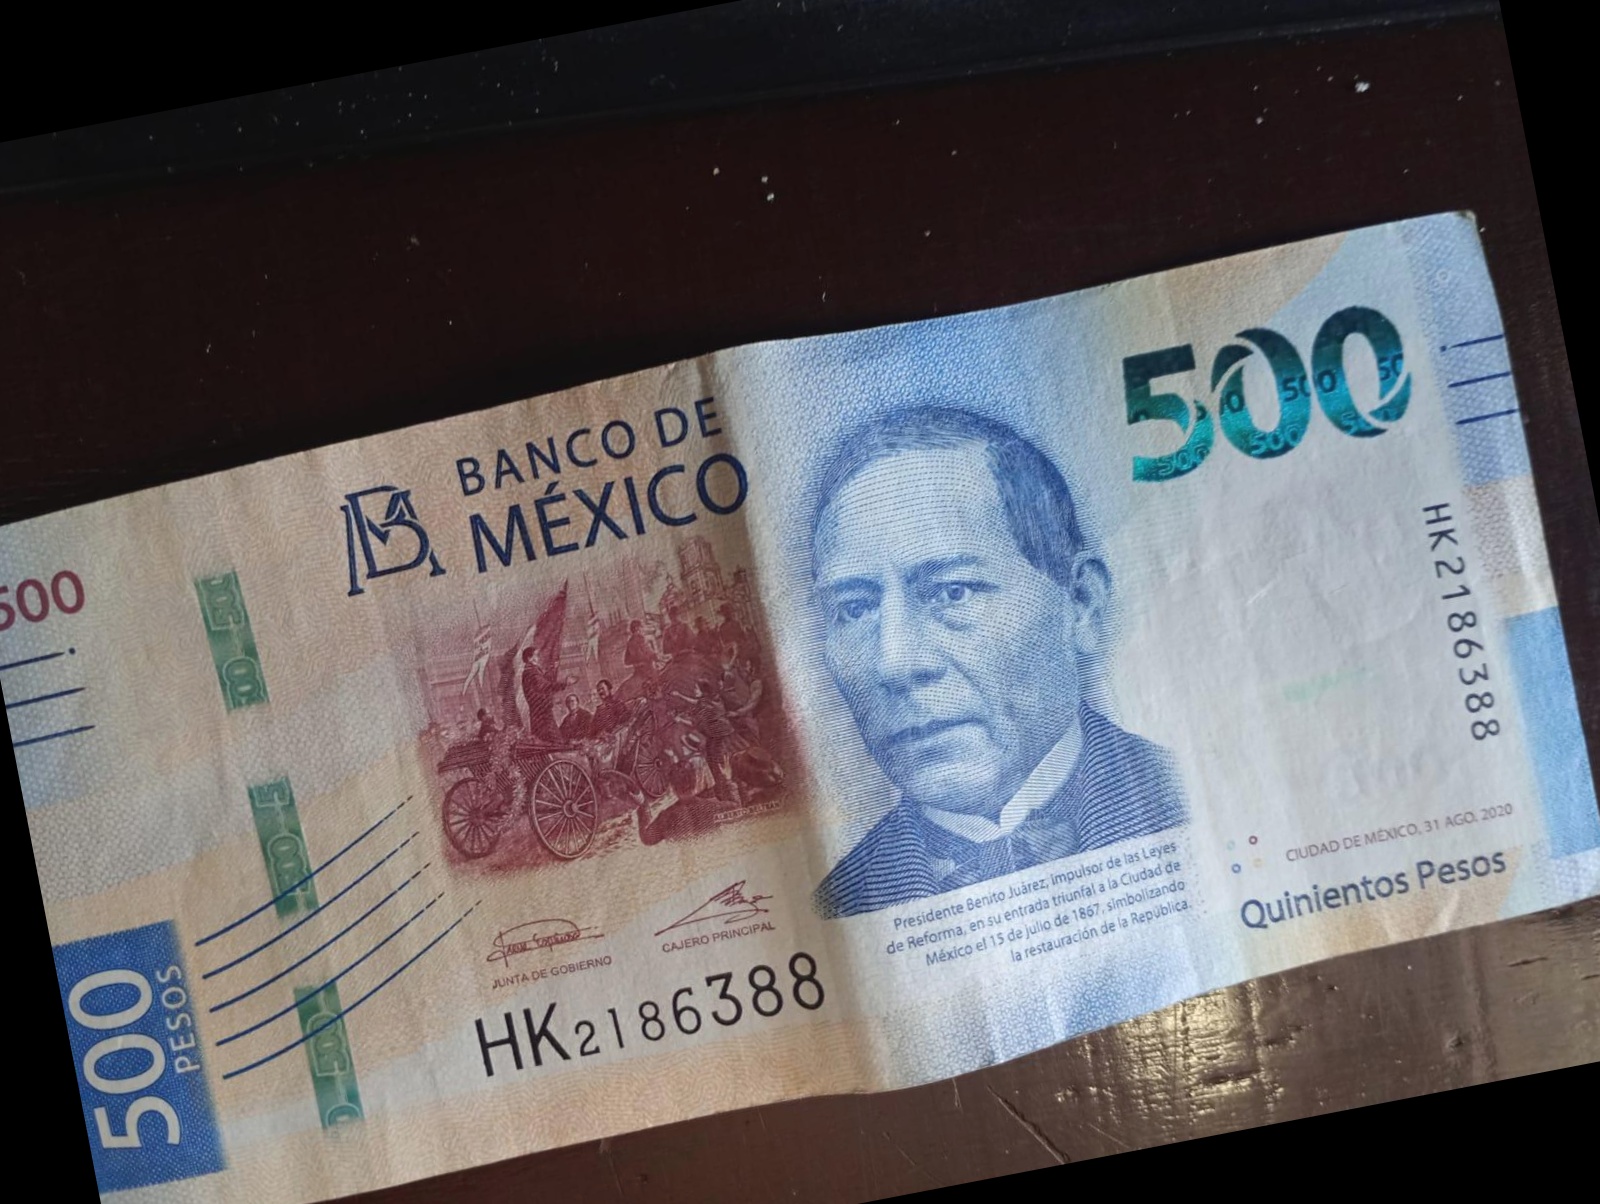 500
BANCO DE
MÉXICO
500
HK2186388
ALBERTO BELTRÁN
500
PESOS
JUNTA DE GOBIERNO
CAJERO PRINCIPAL
HK2186388
Presidente Benito Juárez, impulsor de las Leyes
de Reforma, en su entrada triunfal a la Ciudad de
México el 15 de julio de 1867, simbolizando
la restauración de la República.
CIUDAD DE MÉXICO, 31 AGO. 2020
Quinientos Pesos